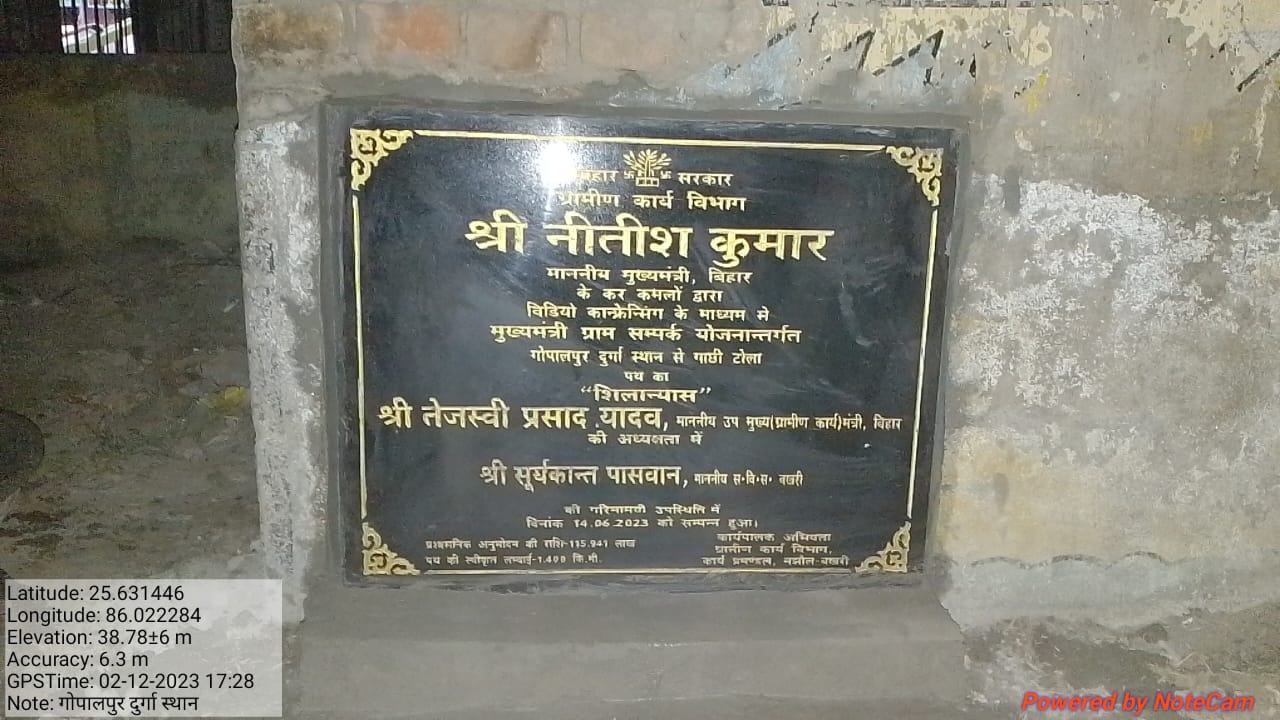 बिहार सरकार
ग्रामीण कार्य विभाग
श्री नीतीश कुमार
माननीय मुख्यमंत्री, बिहार
के कर कमलों द्वारा
विडियो कान्फ्रेन्सिंग के माध्यम से
मुख्यमंत्री ग्राम सम्पर्क योजनान्तर्गत
गोपालपुर दुर्गा स्थान से गाछी टोला
पथ का
“शिलान्यास”
श्री तेजस्वी प्रसाद यादव, माननीय उप मुख्य(ग्रामीण कार्य)मंत्री, बिहार
की अध्यक्षता में
श्री सूर्यकान्त पासवान, माननीय स॰वि॰स॰ बखरी
की गरिमामयी उपस्थिति में
दिनांक 14.06.2023 को सम्पन्न हुआ।
प्रशासनिक अनुमोदन की राशि-115.941 लाख
पथ की स्वीकृत लम्बाई-1.400 कि.मी.
कार्यपालक अभियंता
ग्रामीण कार्य विभाग,
कार्य प्रमण्डल, मंझौल-बखरी
Latitude: 25.631446
Longitude: 86.022284
Elevation: 38.78±6 m
Accuracy: 6.3 m
GPSTime: 02-12-2023 17:28
Note: गोपालपुर दुर्गा स्थान
Powered by NoteCam